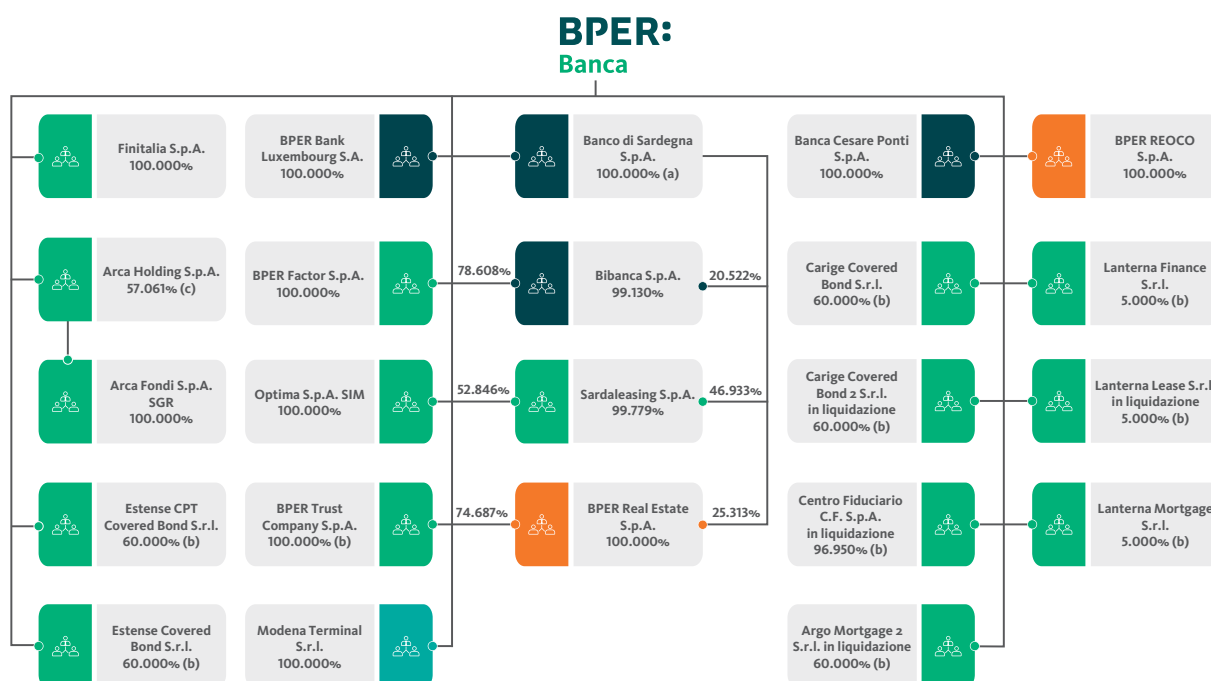 BPER:
Banca
Finitalia S.p.A.
100.000%
BPER Bank
Luxembourg S.A.
100.000%
Banco di Sardegna
S.p.A.
100.000% (a)
Banca Cesare Ponti
S.p.A.
100.000%
BPER REOCO
S.p.A.
100.000%
Arca Holding S.p.A.
57.061% (c)
BPER Factor S.p.A.
100.000%
78.608%
Bibanca S.p.A.
99.130%
20.522%
Carige Covered
Bond S.r.l.
60.000% (b)
Lanterna Finance
S.r.l.
5.000% (b)
Arca Fondi S.p.A.
SGR
100.000%
Optima S.p.A. SIM
100.000%
52.846%
Sardaleasing S.p.A.
99.779%
46.933%
Carige Covered
Bond 2 S.r.l.
in liquidazione
60.000% (b)
Lanterna Lease S.r.l
in liquidazione
5.000% (b)
Estense CPT
Covered Bond S.r.l.
60.000% (b)
BPER Trust
Company S.p.A.
100.000% (b)
74.687%
BPER Real Estate
S.p.A.
100.000%
25.313%
Centro Fiduciario
C.F. S.p.A.
in liquidazione
96.950% (b)
Lanterna Mortgage
S.r.l.
5.000% (b)
Estense Covered
Bond S.r.l.
60.000% (b)
Modena Terminal
S.r.l.
100.000%
Argo Mortgage 2
S.r.l. in liquidazione
60.000% (b)